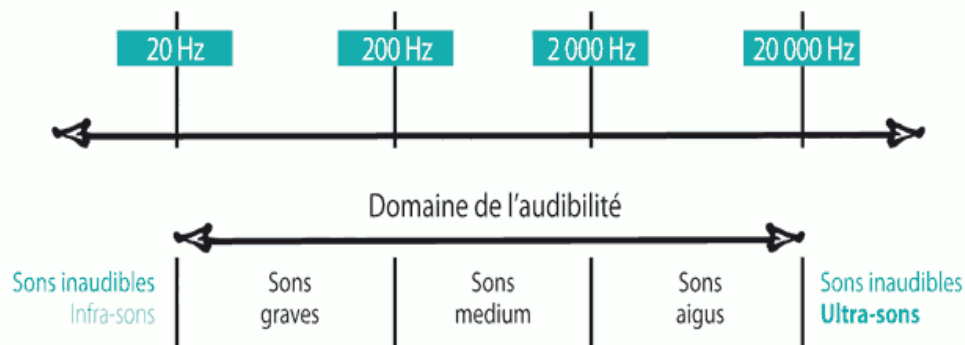 20 Hz
200 Hz
2 000 Hz
20 000 Hz
Domaine de l'audibilité
Sons inaudibles
Infra-sons
Sons
graves
Sons
medium
Sons
aigus
Sons inaudibles
Ultra-sons